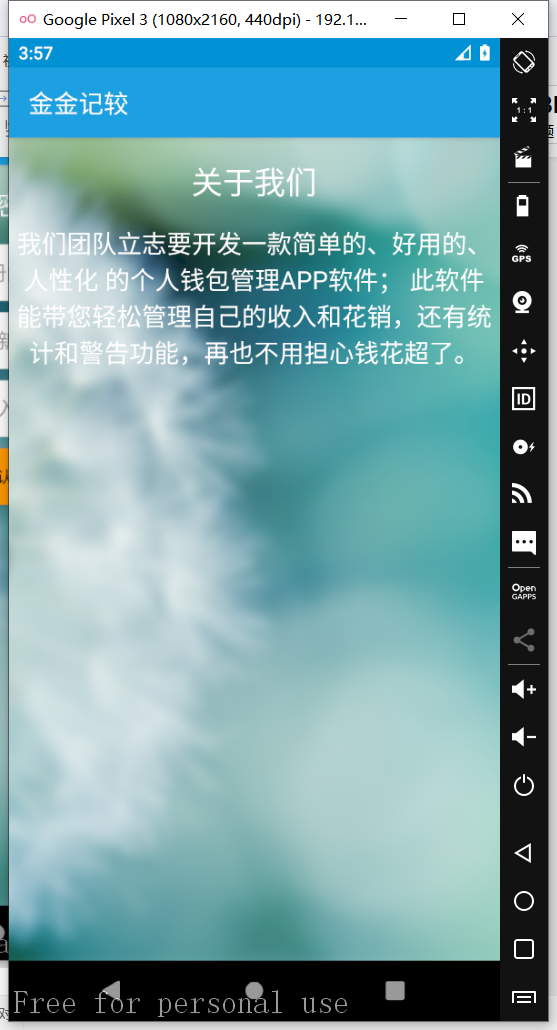 Google Pixel 3 (1080x2160, 440dpi) - 192.1...
3:57
金金记较
关于我们
我们团队立志要开发一款简单的、好用的、
人性化 的个人钱包管理APP软件； 此软件
能带您轻松管理自己的收入和花销，还有统
计和警告功能，再也不用担心钱花超了。
1:1
GPS
ID
Open
GAPPS
Free for personal use